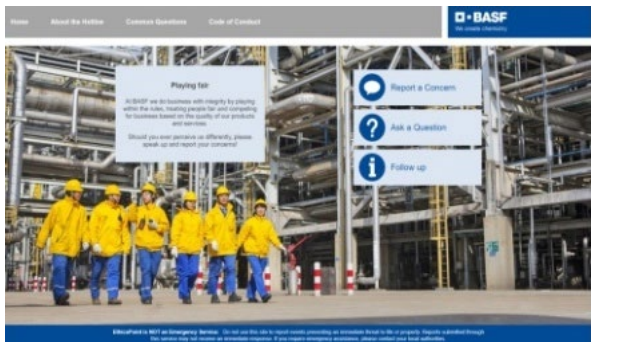 Home About the Hotline Common Questions Code of Conduct
BASF
We create chemistry
Playing fair
At BASF we do business with integrity by playing
within the rules, treating people fair and competing
for business based on the quality of our products
and services.
Should you ever perceive us differently, please
speak up and report your concerns!
Report a Concern
Ask a Question
Follow up
EthicsPoint is NOT an Emergency Service. Do not use this site to report events presenting an immediate threat to life or property. Reports submitted through
this service may not receive an immediate response. If you require emergency assistance, please contact your local authorities.